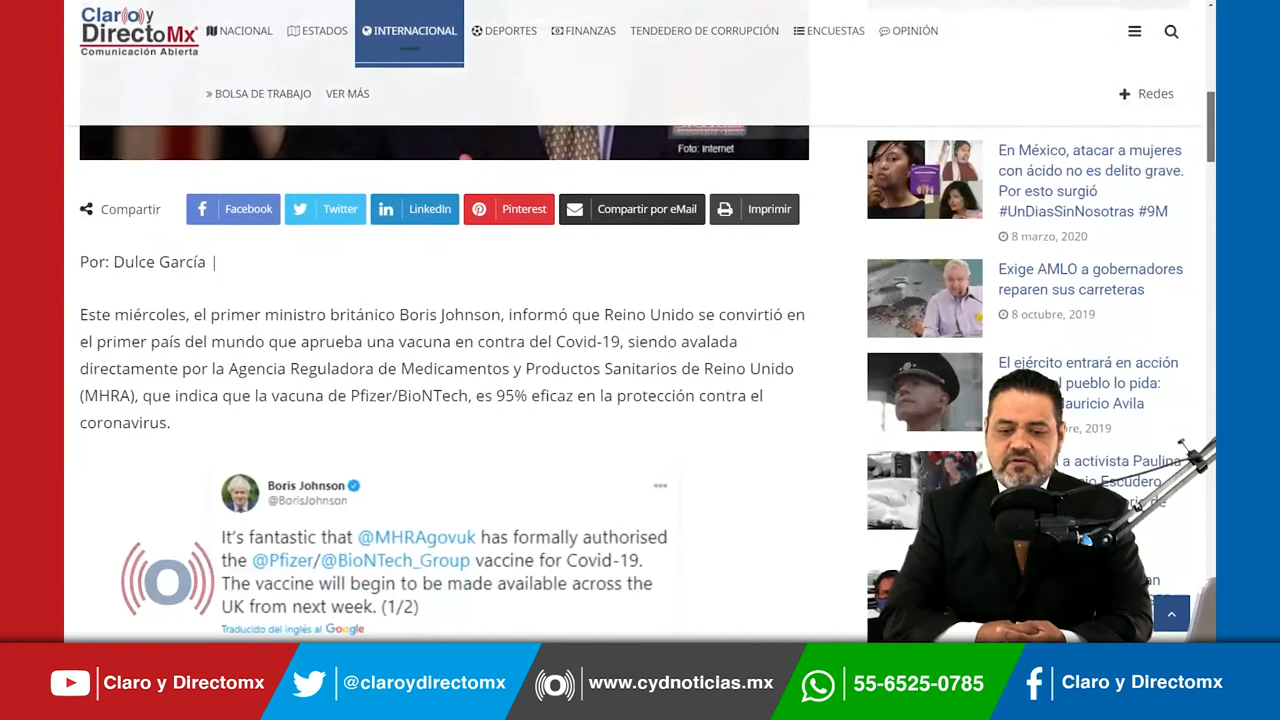 Claro y
DirectoMx
Comunicación Abierta
NACIONAL
ESTADOS
INTERNACIONAL
DEPORTES
FINANZAS
TENDEDERO DE CORRUPCIÓN
ENCUESTAS
OPINIÓN
» BOLSA DE TRABAJO
VER MÁS
Redes
Foto: Internet
Compartir
Facebook
Twitter
LinkedIn
Pinterest
Compartir por eMail
Imprimir
Por: Dulce García |
Este miércoles, el primer ministro británico Boris Johnson, informó que Reino Unido se convirtió en
el primer país del mundo que aprueba una vacuna en contra del Covid-19, siendo avalada
directamente por la Agencia Reguladora de Medicamentos y Productos Sanitarios de Reino Unido
(MHRA), que indica que la vacuna de Pfizer/BioNTech, es 95% eficaz en la protección contra el
coronavirus.
Boris Johnson
@BorisJohnson
It's fantastic that @MHRAgovuk has formally authorised
the @Pfizer/@BioNTech_Group vaccine for Covid-19.
The vaccine will begin to be made available across the
UK from next week. (1/2)
Traducido del inglés al Google
En México, atacar a mujeres
con ácido no es delito grave.
Por esto surgió
#UnDiasSinNosotras #9M
8 marzo, 2020
Exige AMLO a gobernadores
reparen sus carreteras
8 octubre, 2019
El ejército entrará en acción
el pueblo lo pida:
Mauricio Avila
2019
a activista Paulina
Escudero
Claro y Directomx
@claroydirectomx
www.cydnoticias.mx
55-6525-0785
Claro y Directomx